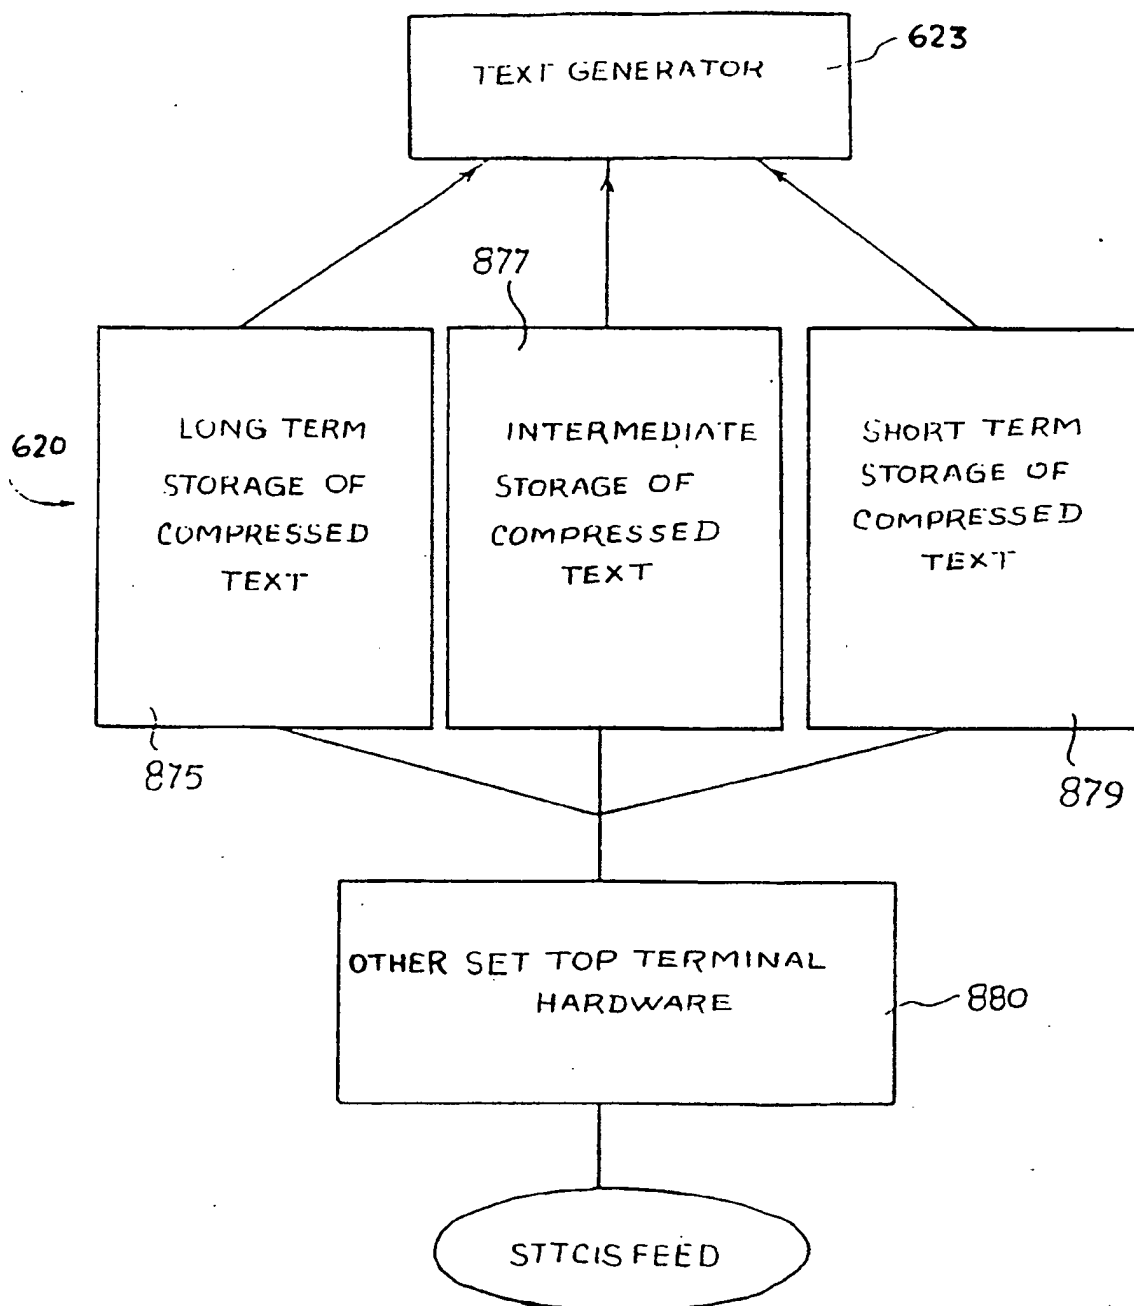 623
TEXT GENERATOR
877
620
LONG TERM
STORAGE OF
COMPRESSED
TEXT
INTERMEDIATE
STORAGE OF
COMPRESSED
TEXT
SHORT TERM
STORAGE OF
COMPRESSED
TEXT
875
879
OTHER SET TOP TERMINAL
HARDWARE
880
STTCIS FEED